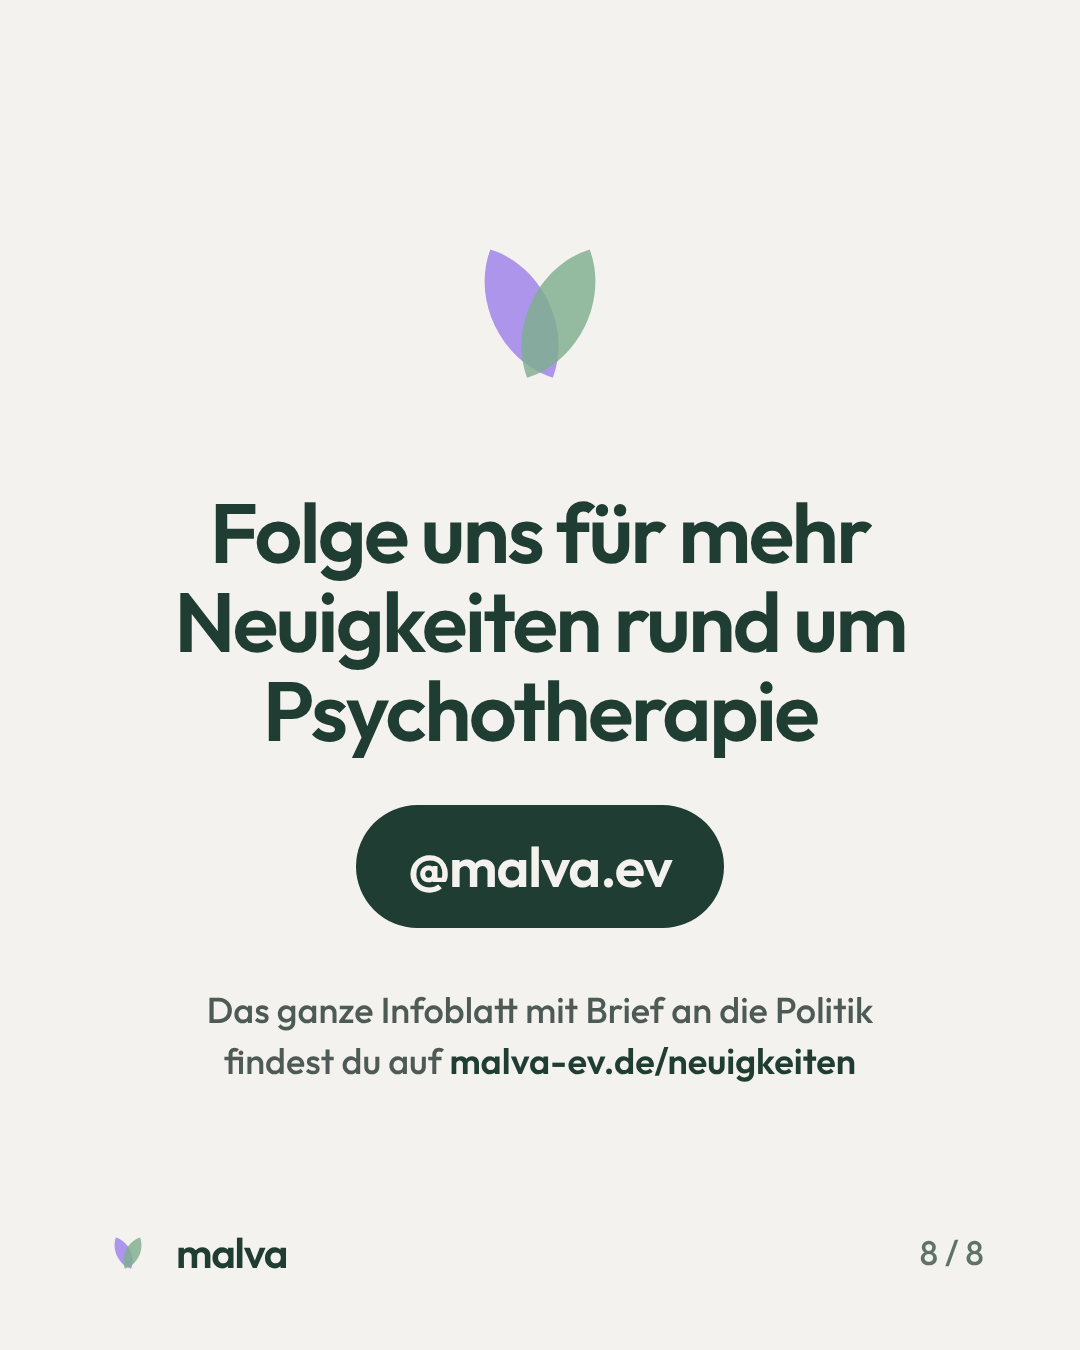 Folge uns für mehr
Neuigkeiten rund um
Psychotherapie
@malva.ev
Das ganze Infoblatt mit Brief an die Politik
findest du auf malva-ev.de/neuigkeiten
malva
8 / 8